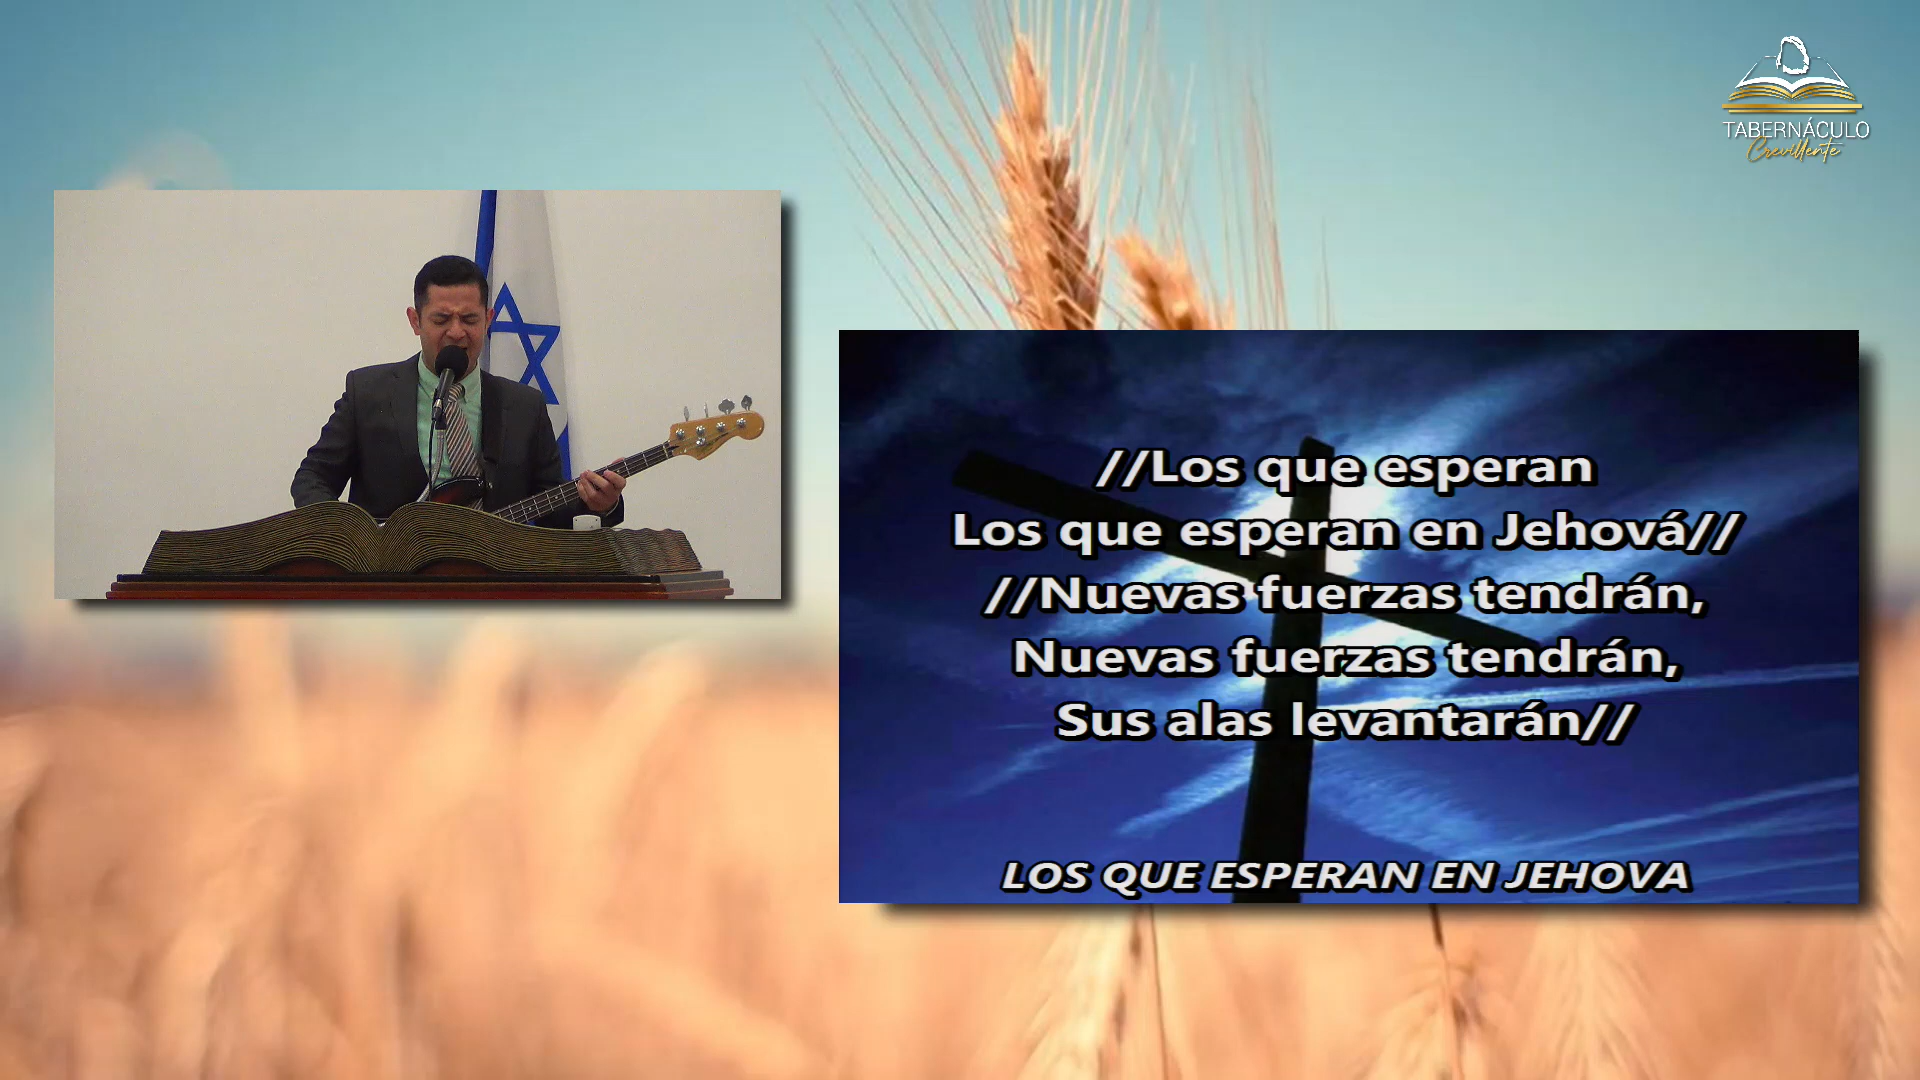 TABERNÁCULO
Crevillente
//Los que esperan
Los que esperan en Jehová//
//Nuevas fuerzas tendrán,
Nuevas fuerzas tendrán,
Sus alas levantarán//
LOS QUE ESPERAN EN JEHOVA